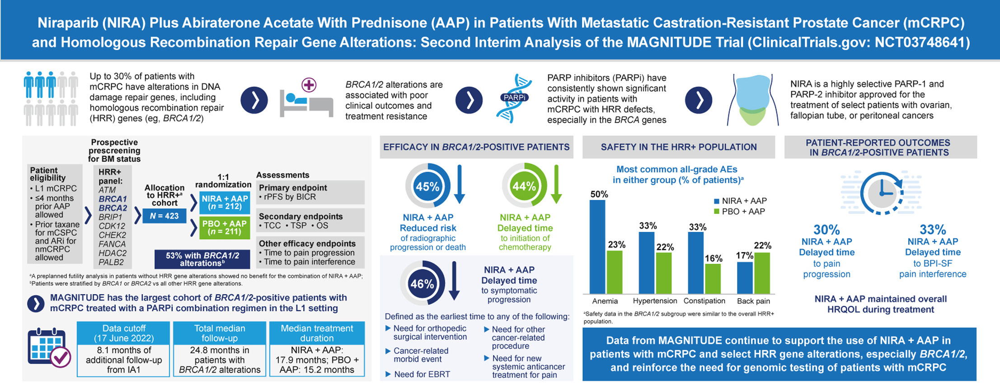 Niraparib (NIRA) Plus Abiraterone Acetate With Prednisone (AAP) in Patients With Metastatic Castration-Resistant Prostate Cancer (mCRPC)
and Homologous Recombination Repair Gene Alterations: Second Interim Analysis of the MAGNITUDE Trial (ClinicalTrials.gov: NCT03748641)
Up to 30% of patients with
mCRPC have alterations in DNA
damage repair genes, including
homologous recombination repair
(HRR) genes (eg, BRCA1/2)
BRCA1/2 alterations are
associated with poor
clinical outcomes and
treatment resistance
PARPi
PARP inhibitors (PARPi) have
consistently shown significant
activity in patients with
mCRPC with HRR defects,
especially in the BRCA genes
NIRA is a highly selective PARP-1 and
PARP-2 inhibitor approved for the
treatment of select patients with ovarian,
fallopian tube, or peritoneal cancers
Patient
eligibility
• L1 mCRPC
• ≤4 months
prior AAP
allowed
• Prior taxane
for mCSPC
and ARi for
nmCRPC
allowed
Prospective
prescreening
for BM status
HRR+
panel:
ATM
BRCA1
BRCA2
BRIP1
CDK12
CHEK2
FANCA
HDAC2
PALB2
Allocation
to HRR+ᵃ
cohort
N = 423
1:1
randomization
NIRA + AAP
(n = 212)
PBO + AAP
(n = 211)
53% with BRCA1/2
alterationsᵇ
Assessments
Primary endpoint
• rPFS by BICR
Secondary endpoints
• TCC • TSP • OS
Other efficacy endpoints
• Time to pain progression
• Time to pain interference
ᵃA preplanned futility analysis in patients without HRR gene alterations showed no benefit for the combination of NIRA + AAP;
ᵇPatients were stratified by BRCA1 or BRCA2 vs all other HRR gene alterations.
MAGNITUDE has the largest cohort of BRCA1/2-positive patients with
mCRPC treated with a PARPi combination regimen in the L1 setting
Data cutoff
(17 June 2022)
8.1 months of
additional follow-up
from IA1
Total median
follow-up
24.8 months in
patients with
BRCA1/2 alterations
Median treatment
duration
NIRA + AAP:
17.9 months; PBO +
AAP: 15.2 months
EFFICACY IN BRCA1/2-POSITIVE PATIENTS
45%
NIRA + AAP
Reduced risk
of radiographic
progression or death
44%
NIRA + AAP
Delayed time
to initiation of
chemotherapy
46%
NIRA + AAP
Delayed time
to symptomatic
progression
Defined as the earliest time to any of the following:
Need for orthopedic
surgical intervention
Cancer-related
morbid event
Need for EBRT
Need for other
cancer-related
procedure
Need for new
systemic anticancer
treatment for pain
SAFETY IN THE HRR+ POPULATION
Most common all-grade AEs
in either group (% of patients)ᵃ
NIRA + AAP
PBO + AAP
50%
23%
33%
22%
33%
16%
17%
22%
Anemia
Hypertension
Constipation
Back pain
ᵃSafety data in the BRCA1/2 subgroup were similar to the overall HRR+
population.
PATIENT-REPORTED OUTCOMES
IN BRCA1/2-POSITIVE PATIENTS
30%
NIRA + AAP
Delayed time
to pain
progression
33%
NIRA + AAP
Delayed time
to BPI-SF
pain interference
NIRA + AAP maintained overall
HRQOL during treatment
Data from MAGNITUDE continue to support the use of NIRA + AAP in
patients with mCRPC and select HRR gene alterations, especially BRCA1/2,
and reinforce the need for genomic testing of patients with mCRPC